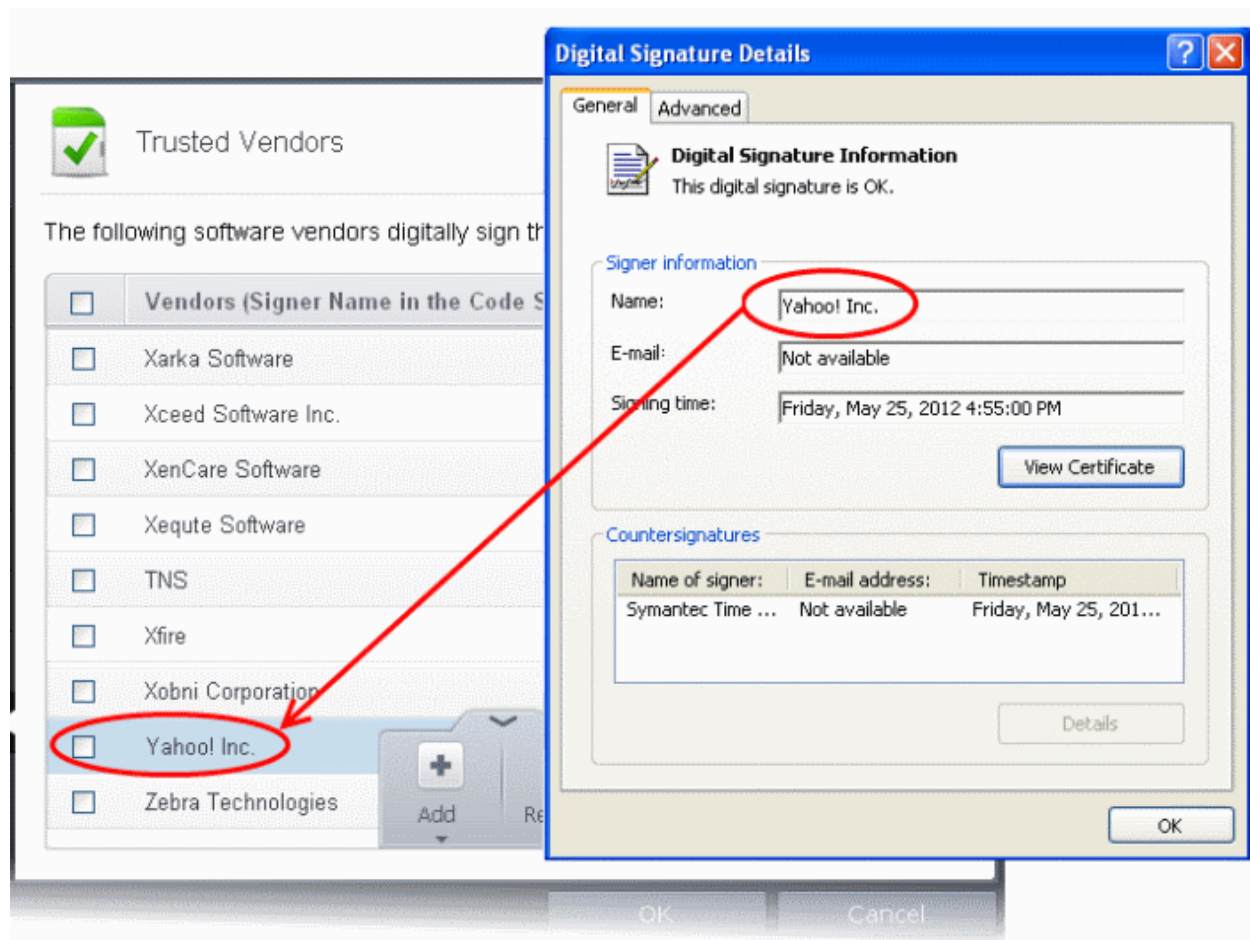 Trusted Vendors
The following software vendors digitally sign
Vendors (Signer Name in the Code
Xarka Software
Xceed Software Inc.
XenCare Software
Xequte Software
TNS
Xfire
Xobni Corporation
Yahoo! Inc.
Zebra Technologies
Add
OK
Cancel
Digital Signature Details
General
Advanced
Digital Signature Information
This digital signature is OK.
Signer information
Name:
Yahoo! Inc.
E-mail:
Not available
Signing time:
Friday, May 25, 2012 4:55:00 PM
View Certificate
Countersignatures
Name of signer: E-mail address: Timestamp
Symantec Time ... Not available Friday, May 25, 201...
Details
OK